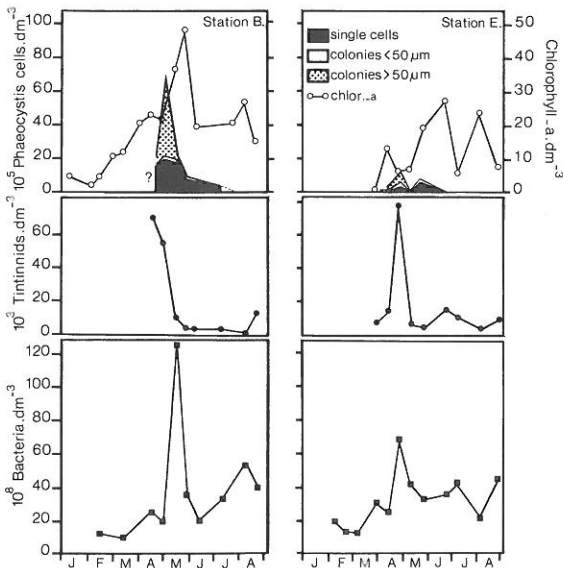 Station B.
Station E.
single cells
colonies < 50 µm
colonies > 50 µm
chlor._a
10⁵ Phaeocystis cells.dm⁻³
100
80
60
40
20
0
?
50
40
30
20
10
0
Chlorophyll - a.dm⁻³
10³ Tintinnids.dm⁻³
60
40
20
0
10⁸ Bacteria.dm⁻³
120
100
80
60
40
20
0
J F M A M J J A
J F M A M J J A